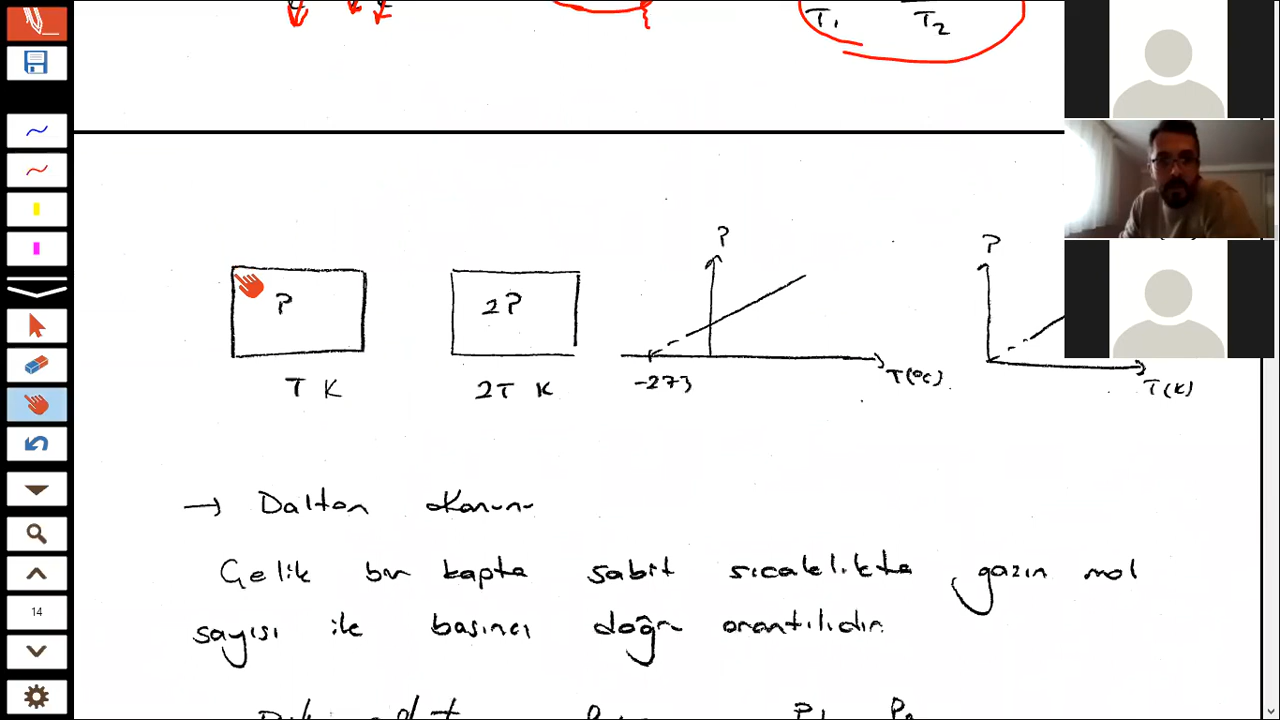 T₁ T₂
P
P
P 2P
-273 T(°C) T(K)
T K 2T K
→ Dalton Kanunu
Çelik bir kapta sabit sıcaklıkta gazın mol
sayısı ile basıncı doğru orantılıdır.
14